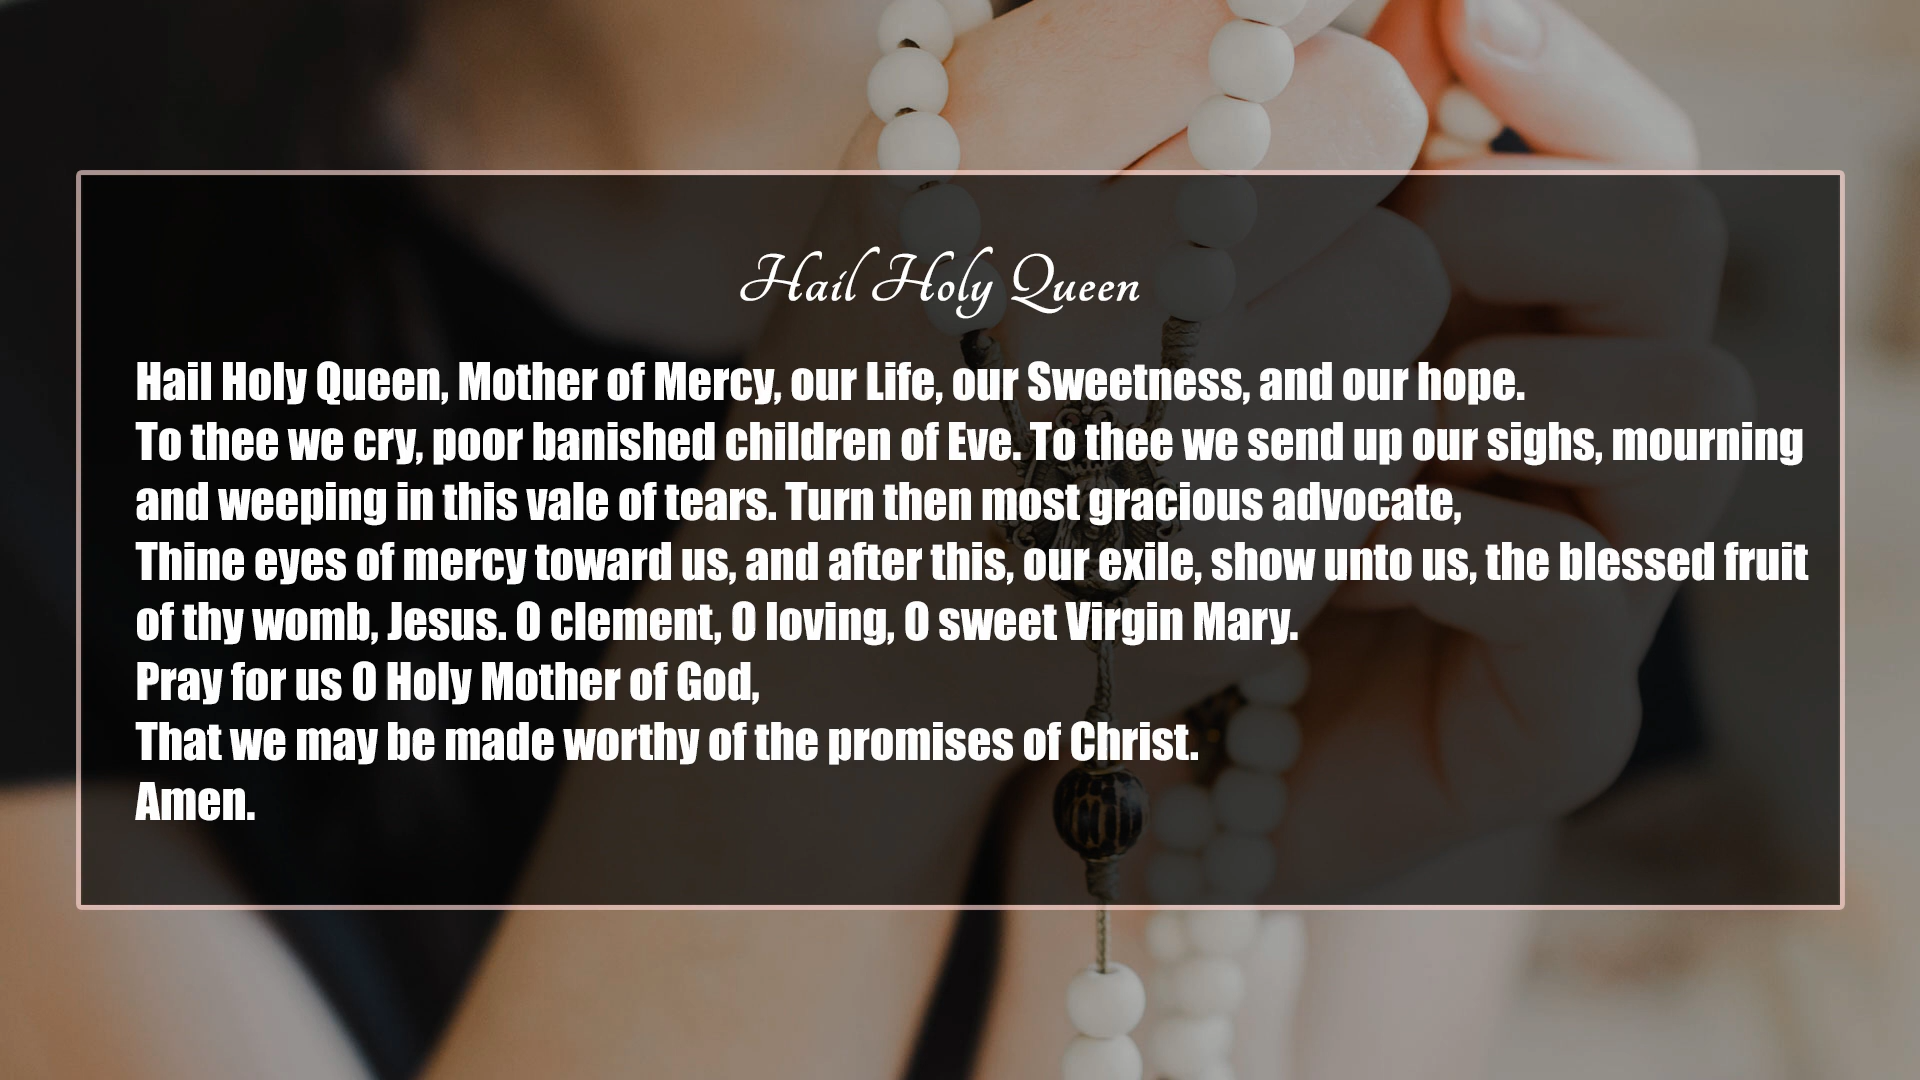 Hail Holy Queen
Hail Holy Queen, Mother of Mercy, our Life, our Sweetness, and our hope.
To thee we cry, poor banished children of Eve. To thee we send up our sighs, mourning
and weeping in this vale of tears. Turn then most gracious advocate,
Thine eyes of mercy toward us, and after this, our exile, show unto us, the blessed fruit
of thy womb, Jesus. O clement, O loving, O sweet Virgin Mary.
Pray for us O Holy Mother of God,
That we may be made worthy of the promises of Christ.
Amen.